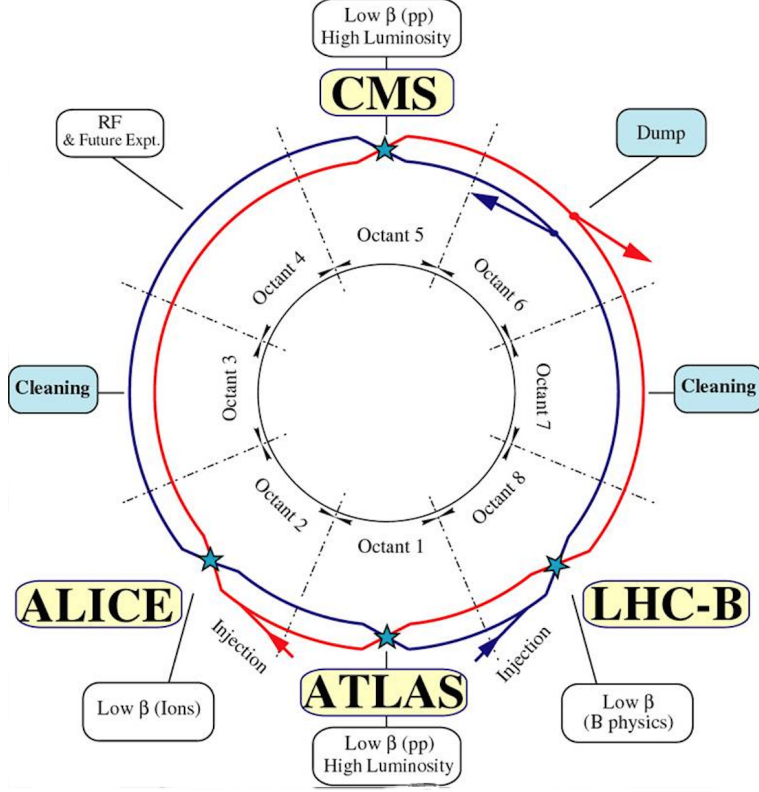 Low β (pp)
High Luminosity
CMS
RF
& Future Expt.
Dump
Octant 5
Octant 4
Octant 6
Cleaning
Octant 3
Octant 7
Cleaning
Octant 2
Octant 8
Octant 1
ALICE
LHC-B
Injection
Injection
ATLAS
Low β (Ions)
Low β
(B physics)
Low β (pp)
High Luminosity